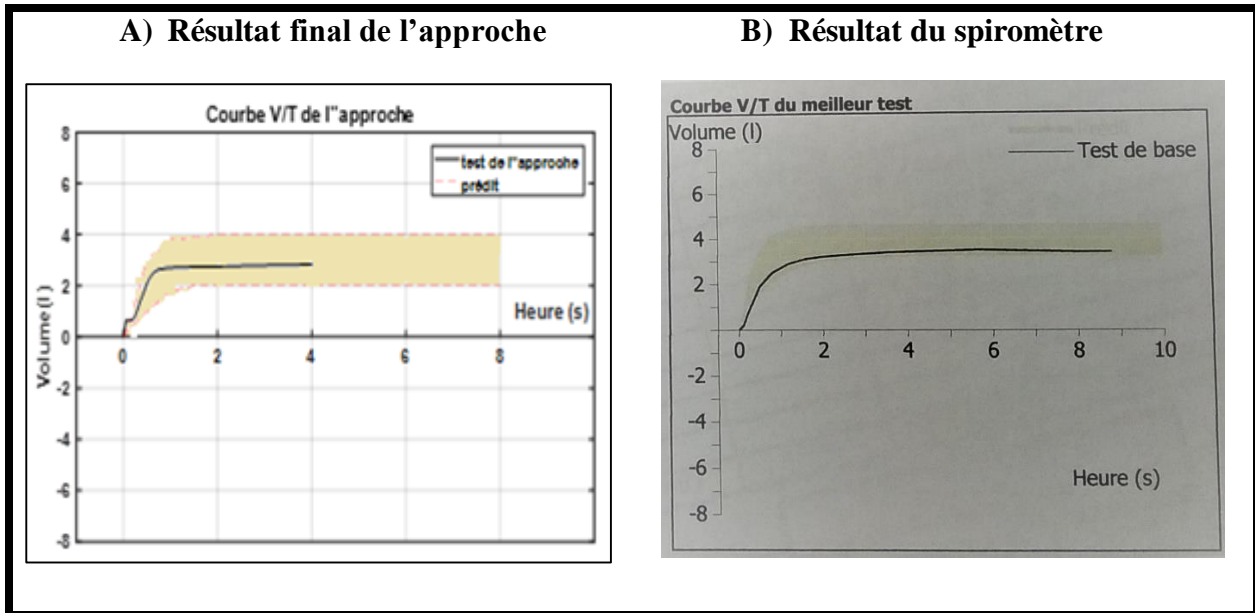 A) Résultat final de l’approche
B) Résultat du spiromètre
Courbe V/T de l"approche
8
6
4
2
0
-2
-4
-6
-8
Volume (l)
test de l"approche
prédit
Heure (s)
0
2
4
6
8
Courbe V/T du meilleur test
Volume (l)
8
6
4
2
-2
-4
-6
-8
Test de base
0
2
4
6
8
10
Heure (s)